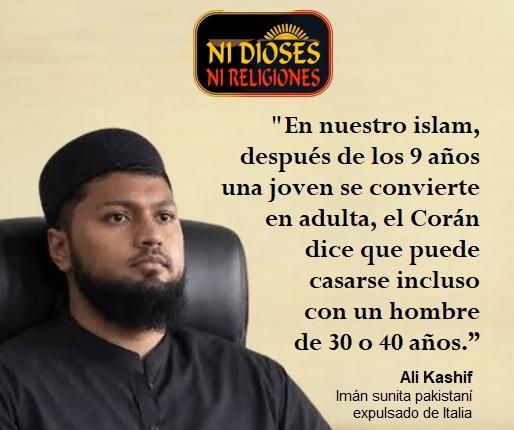 NI DIOSES
NI RELIGIONES
"En nuestro islam,
después de los 9 años
una joven se convierte
en adulta, el Corán
dice que puede
casarse incluso
con un hombre
de 30 o 40 años.”
Ali Kashif
Imán sunita pakistaní
expulsado de Italia